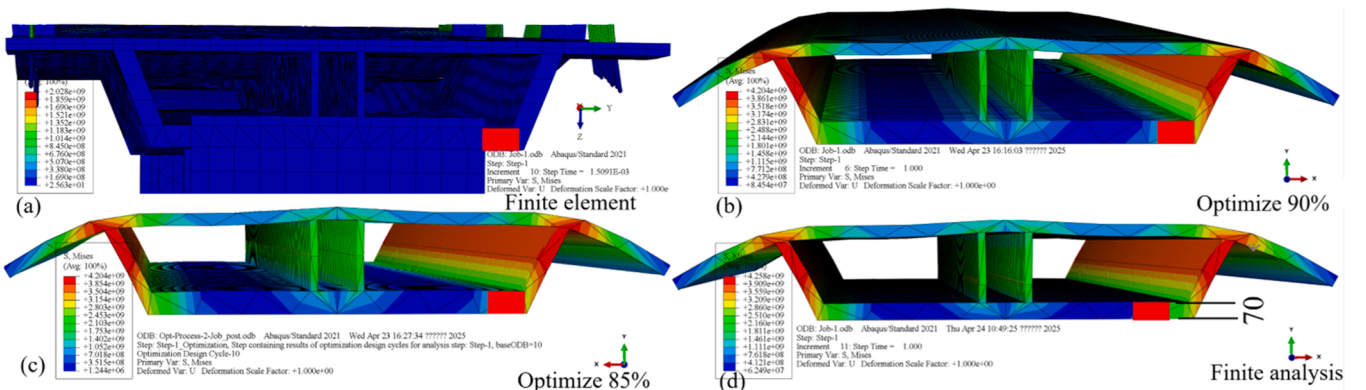 S, Mises
(Avg: 100%)
+2.028e+09
+1.859e+09
+1.690e+09
+1.521e+09
+1.352e+09
+1.183e+09
+1.014e+09
+8.450e+08
+6.760e+08
+5.070e+08
+3.380e+08
+1.690e+08
+2.563e+01
Y
Z
ODB: Job-1.odb Abaqus/Standard 2021
Step: Step-1
Increment 10: Step Time = 1.5091E-03
Primary Var: S, Mises
Deformed Var: U Deformation Scale Factor: +1.000e
(a)
Finite element
S, Mises
(Avg: 100%)
+4.204e+09
+3.861e+09
+3.518e+09
+3.174e+09
+2.831e+09
+2.488e+09
+2.144e+09
+1.801e+09
+1.458e+09
+1.115e+09
+7.712e+08
+4.279e+08
+8.454e+07
ODB: Job-1.odb Abaqus/Standard 2021 Wed Apr 23 16:16:03 ?????? 2025
Step: Step-1
Increment 6: Step Time = 1.000
Primary Var: S, Mises
Deformed Var: U Deformation Scale Factor: +1.000e+00
Y
X
(b)
Optimize 90%
S, Mises
(Avg: 100%)
+4.204e+09
+3.854e+09
+3.504e+09
+3.154e+09
+2.803e+09
+2.453e+09
+2.103e+09
+1.753e+09
+1.402e+09
+1.052e+09
+7.018e+08
+3.515e+08
+1.244e+06
ODB: Opt-Process-2-Job_post.odb Abaqus/Standard 2021 Wed Apr 23 16:27:34 ?????? 2025
Step: Step-1_Optimization, Step containing results of optimization design cycles for analysis step: Step-1, baseODB=10
Optimization Design Cycle-10
Primary Var: S, Mises
Deformed Var: U Deformation Scale Factor: +1.000e+00
Y
X
(c)
Optimize 85%
S, Mises
(Avg: 100%)
+4.258e+09
+3.909e+09
+3.559e+09
+3.209e+09
+2.860e+09
+2.510e+09
+2.160e+09
+1.811e+09
+1.461e+09
+1.111e+09
+7.618e+08
+4.121e+08
+6.249e+07
70
ODB: Job-1.odb Abaqus/Standard 2021 Thu Apr 24 10:49:25 ?????? 2025
Step: Step-1
Increment 11: Step Time = 1.000
Primary Var: S, Mises
Deformed Var: U Deformation Scale Factor: +1.000e+00
Y
X
(d)
Finite analysis